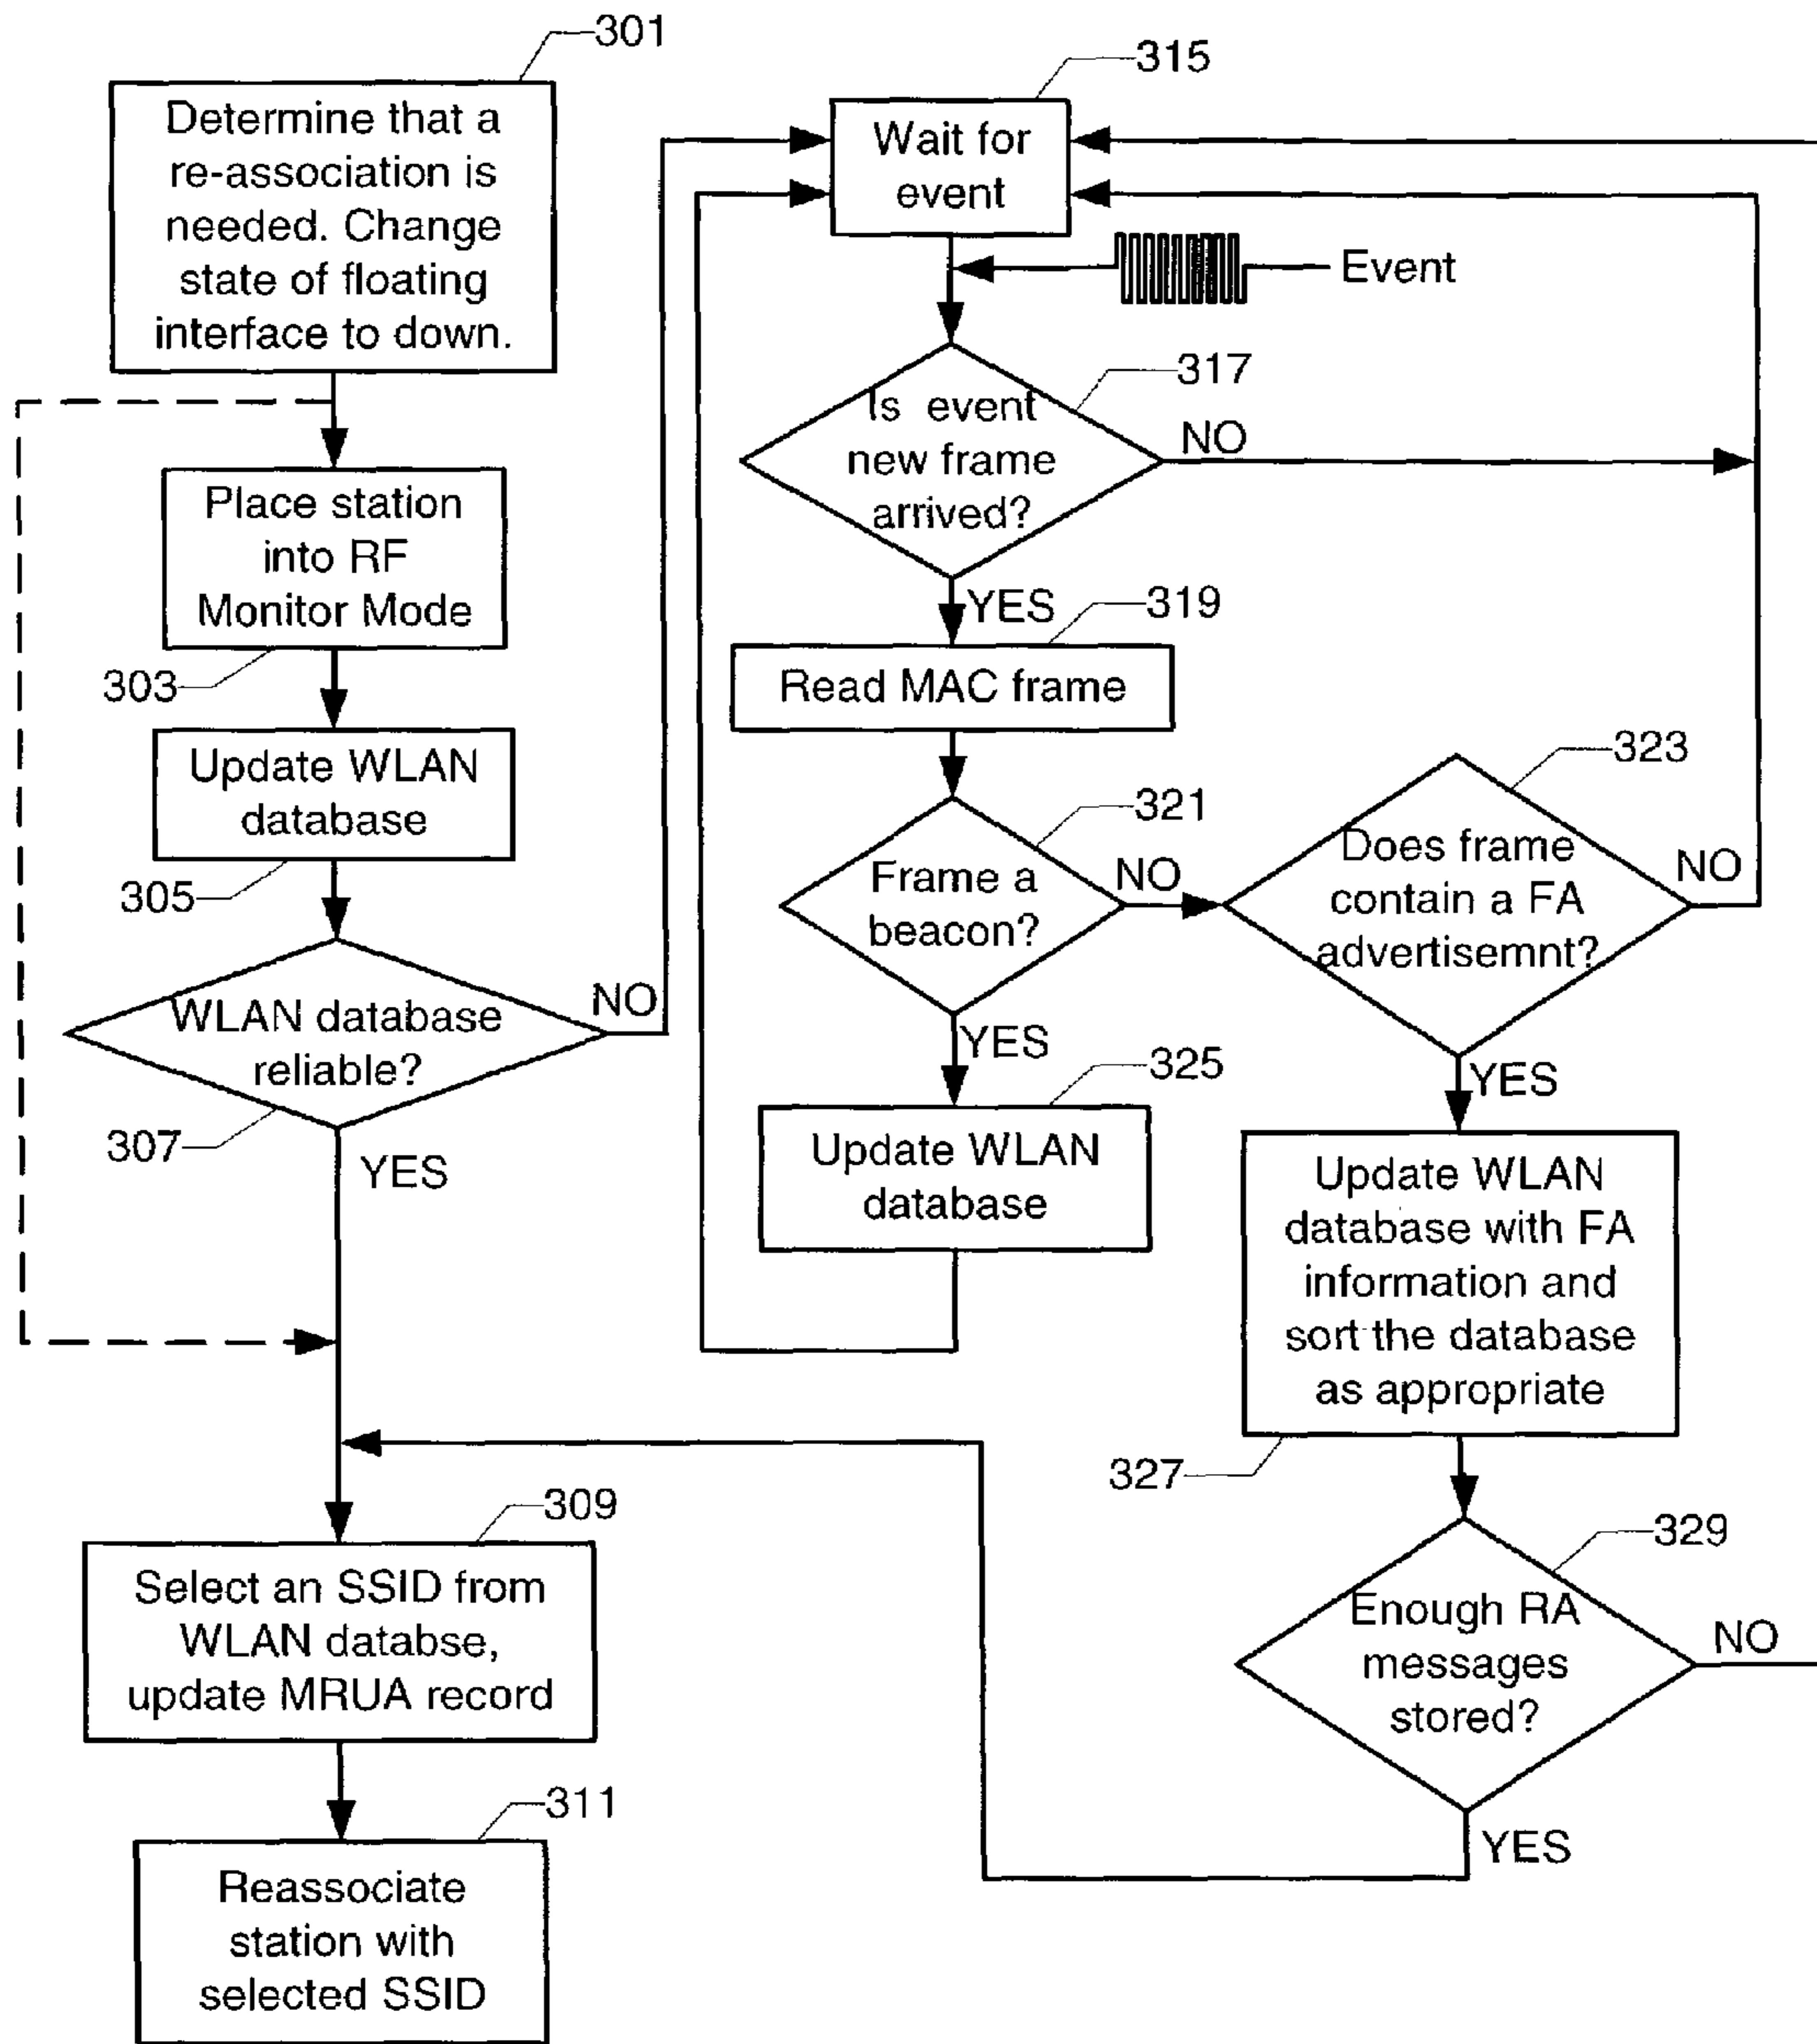 301
Determine that a
re-association is
needed. Change
state of floating
interface to down.
Place station
into RF
Monitor Mode
303
Update WLAN
database
305
WLAN database
reliable?
NO
307
YES
309
Select an SSID from
WLAN databse,
update MRUA record
311
Reassociate
station with
selected SSID
315
Wait for
event
Event
317
Is event
new frame
arrived?
NO
YES
319
Read MAC frame
321
Frame a
beacon?
NO
YES
325
Update WLAN
database
323
Does frame
contain a FA
advertisemnt?
NO
YES
Update WLAN
database with FA
information and
sort the database
as appropriate
327
329
Enough RA
messages
stored?
NO
YES